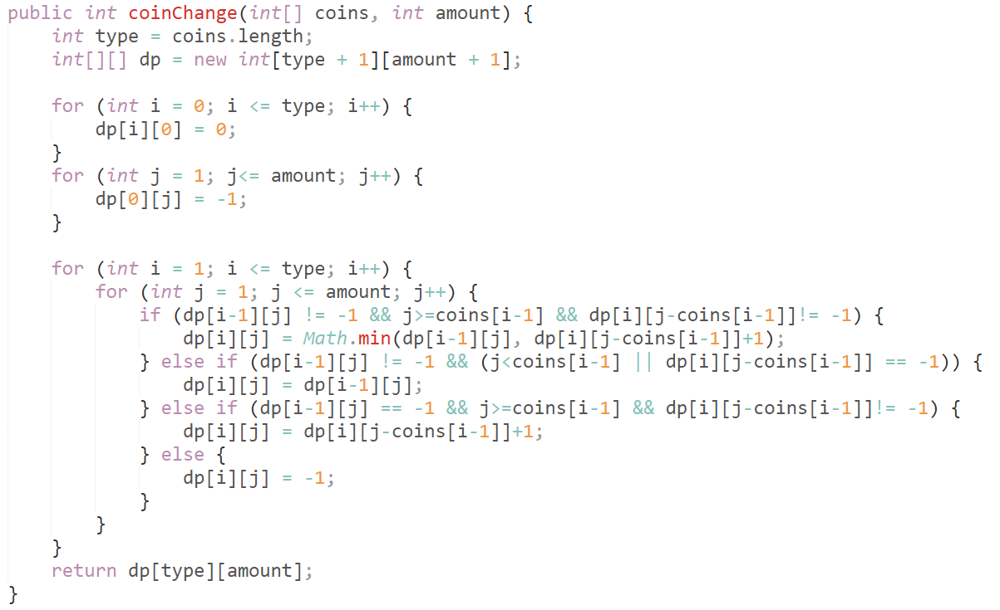 public int coinChange(int[] coins, int amount) {
    int type = coins.length;
    int[][] dp = new int[type + 1][amount + 1];

    for (int i = 0; i <= type; i++) {
        dp[i][0] = 0;
    }
    for (int j = 1; j<= amount; j++) {
        dp[0][j] = -1;
    }

    for (int i = 1; i <= type; i++) {
        for (int j = 1; j <= amount; j++) {
            if (dp[i-1][j] != -1 && j>=coins[i-1] && dp[i][j-coins[i-1]]!= -1) {
                dp[i][j] = Math.min(dp[i-1][j], dp[i][j-coins[i-1]]+1);
            } else if (dp[i-1][j] != -1 && (j<coins[i-1] || dp[i][j-coins[i-1]] == -1)) {
                dp[i][j] = dp[i-1][j];
            } else if (dp[i-1][j] == -1 && j>=coins[i-1] && dp[i][j-coins[i-1]]!= -1) {
                dp[i][j] = dp[i][j-coins[i-1]]+1;
            } else {
                dp[i][j] = -1;
            }
        }
    }
    return dp[type][amount];
}